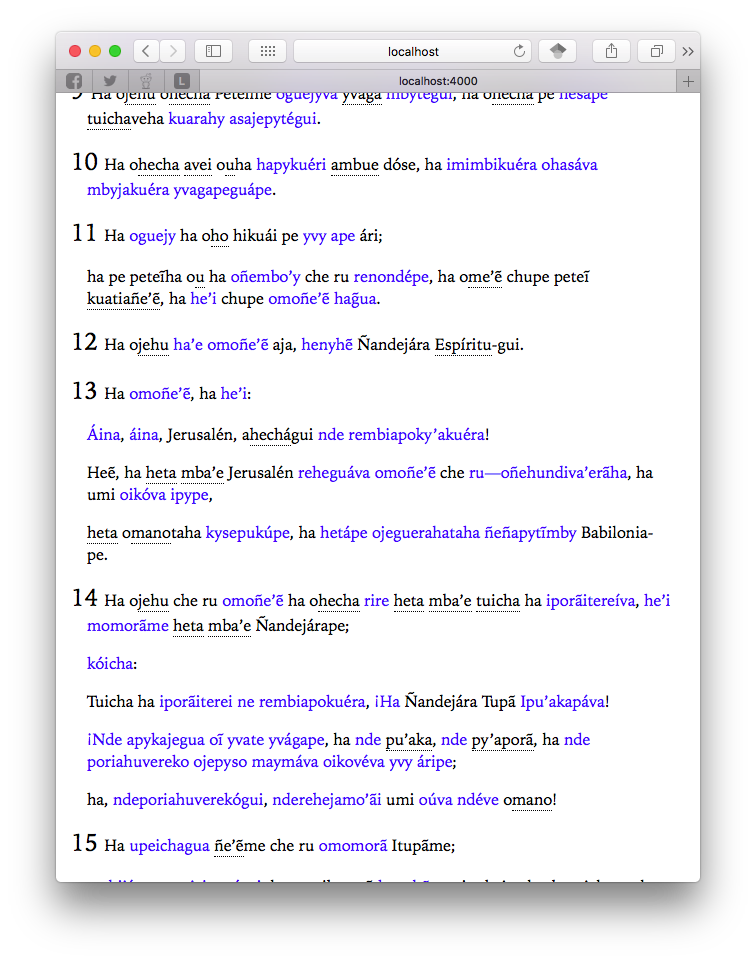 localhost
localhost:4000
9 Ha ojehu ohecha Peteĩme oguejyva yvága mbytégui, ha ohecha pe hesape
tuichaveha kuarahy asajepytégui.
10 Ha ohecha avei ouha hapykuéri ambue dóse, ha imimbikuéra ohasáva
mbyjakuéra yvagapeguápe.
11 Ha oguejy ha oho hikuái pe yvy ape ári;
ha pe peteĩha ou ha oñembo’y che ru renondépe, ha ome’ẽ chupe peteĩ
kuatiañe’ẽ, ha he’i chupe omoñe’ẽ hag̃ua.
12 Ha ojehu ha’e omoñe’ẽ aja, henyhẽ Ñandejára Espíritu-gui.
13 Ha omoñe’ẽ, ha he’i:
Áina, áina, Jerusalén, ahechágui nde rembiapoky’akuéra!
Heẽ, ha heta mba’e Jerusalén reheguáva omoñe’ẽ che ru—oñehundiva’erãha, ha
umi oikóva ipype,
heta omanotaha kysepukúpe, ha hetápe ojeguerahataha ñeñapytĩmby Babilonia-
pe.
14 Ha ojehu che ru omoñe’ẽ ha ohecha rire heta mba’e tuicha ha iporãitereíva, he’i
momorãme heta mba’e Ñandejárape;
kóicha:
Tuicha ha iporãiterei ne rembiapokuéra, ¡Ha Ñandejára Tupã Ipu’akapáva!
¡Nde apykajegua oĩ yvate yvágape, ha nde pu’aka, nde py’aporã, ha nde
poriahuvereko ojepyso maymáva oikovéva yvy áripe;
ha, ndeporiahuverekógui, nderehejamo’ãi umi oúva ndéve omano!
15 Ha upeichagua ñe’ẽme che ru omomorã Itupãme;